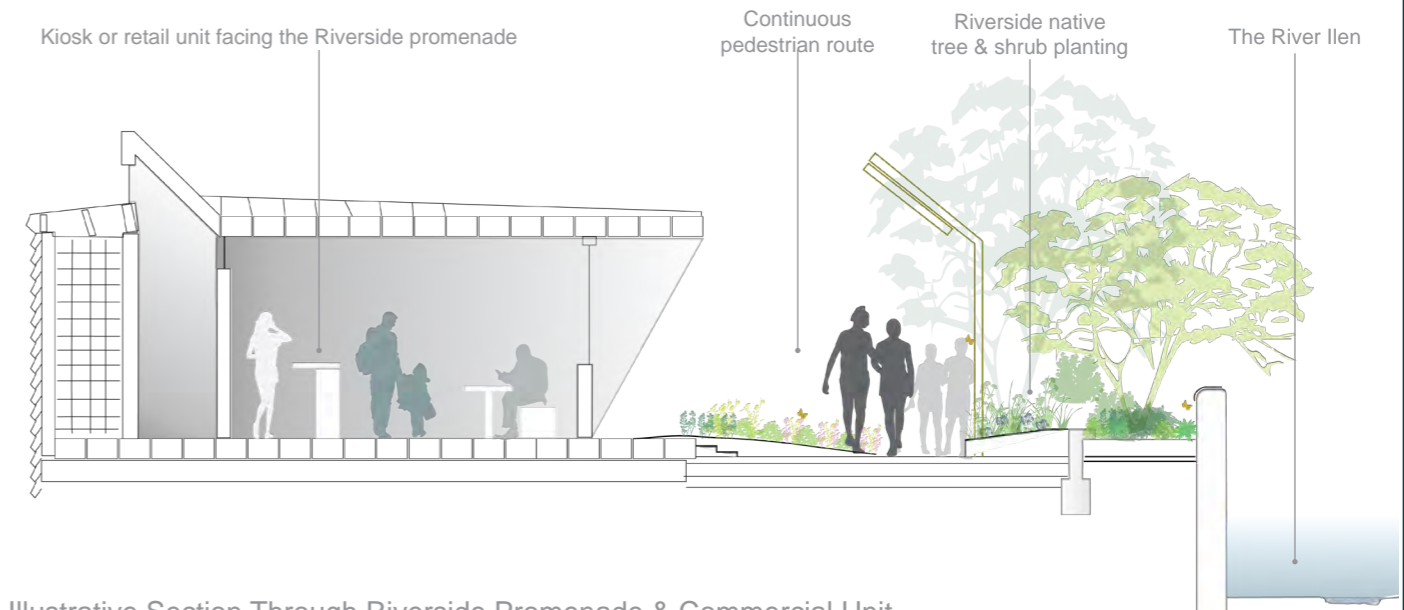 Kiosk or retail unit facing the Riverside promenade
Continuous
pedestrian route
Riverside native
tree & shrub planting
The River Ilen
Illustrative Section Through Riverside Promenade & Commercial Unit